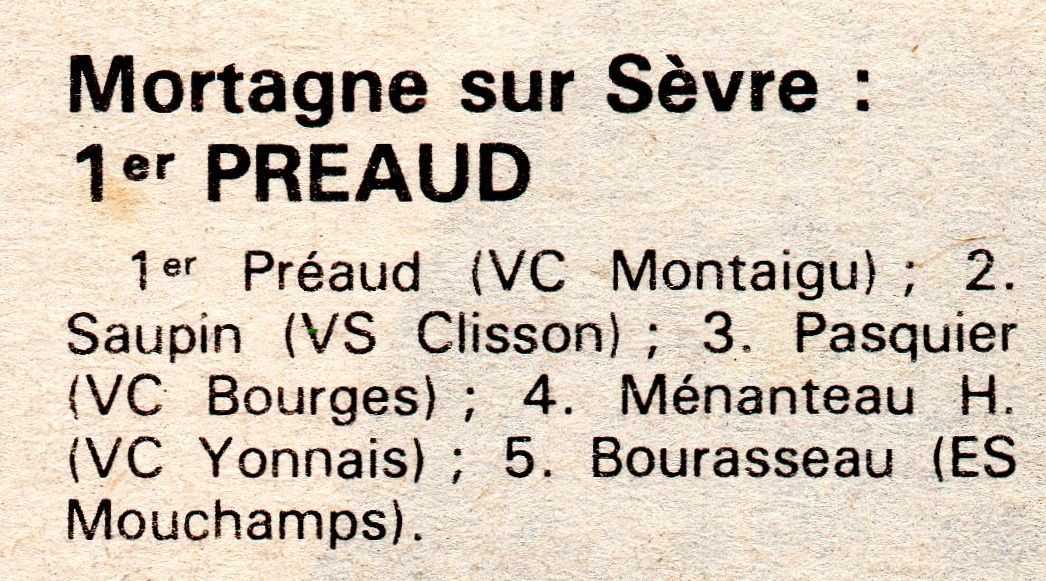 Mortagne sur Sèvre :
1er PREAUD
1er Préaud (VC Montaigu) ; 2.
Saupin (VS Clisson) ; 3. Pasquier
(VC Bourges) ; 4. Ménanteau H.
(VC Yonnais) ; 5. Bourasseau (ES
Mouchamps).